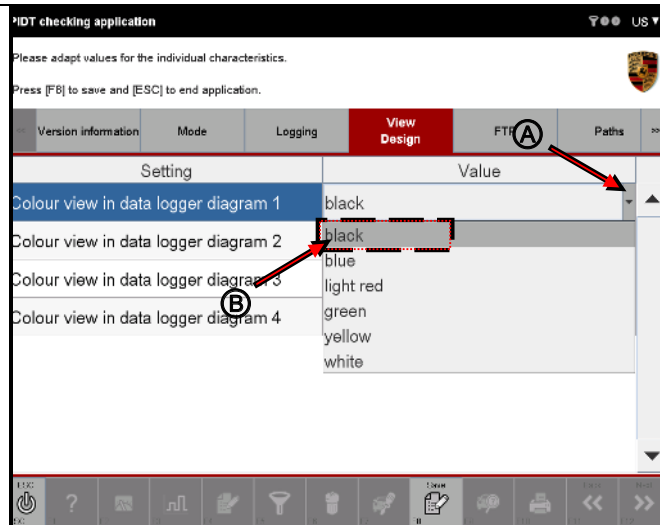 PIDT checking application
US
Please adapt values for the individual characteristics.
Press [F8] to save and [ESC] to end application.
Version information Mode Logging View Design FTP Paths
Setting Value
Colour view in data logger diagram 1 black
Colour view in data logger diagram 2 black
Colour view in data logger diagram 3 blue
light red
Colour view in data logger diagram 4 green
yellow
white
A
B
ESC
Save
>>
<<
?